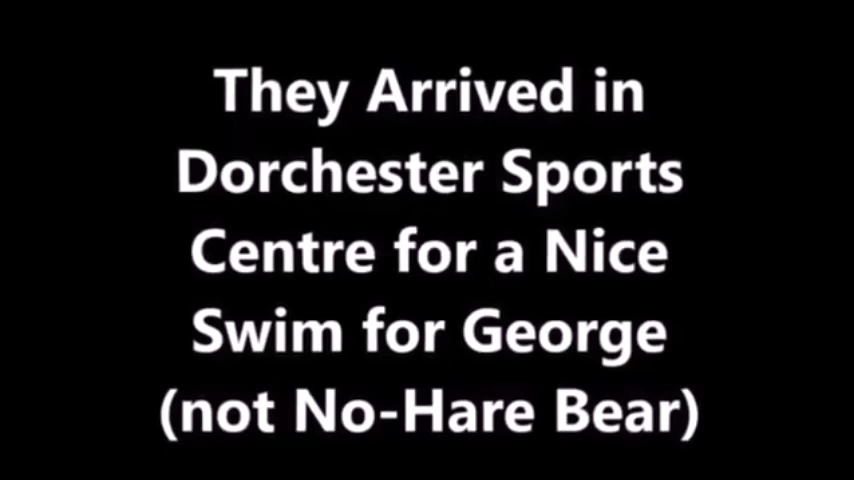 They Arrived in
Dorchester Sports
Centre for a Nice
Swim for George
(not No-Hare Bear)